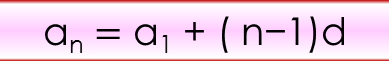 aₙ = a₁ + ( n−1)d